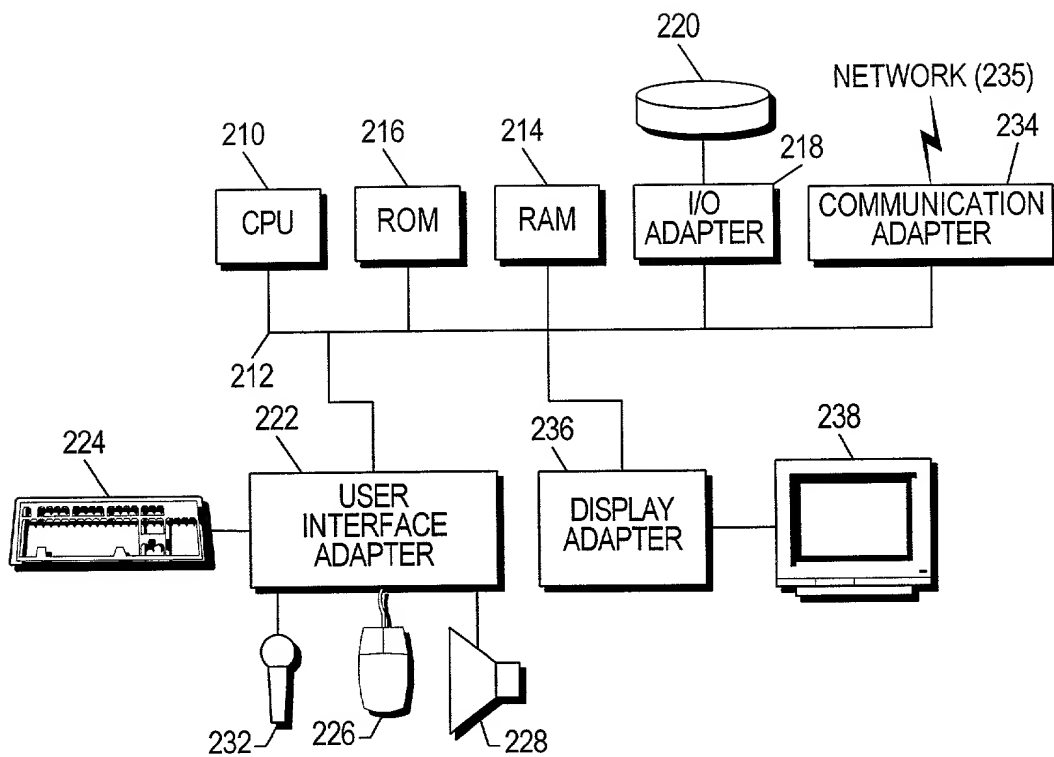 220
NETWORK (235)
210
216
214
218
234
CPU
ROM
RAM
I/O
ADAPTER
COMMUNICATION
ADAPTER
212
222
224
236
238
USER
INTERFACE
ADAPTER
DISPLAY
ADAPTER
232
226
228